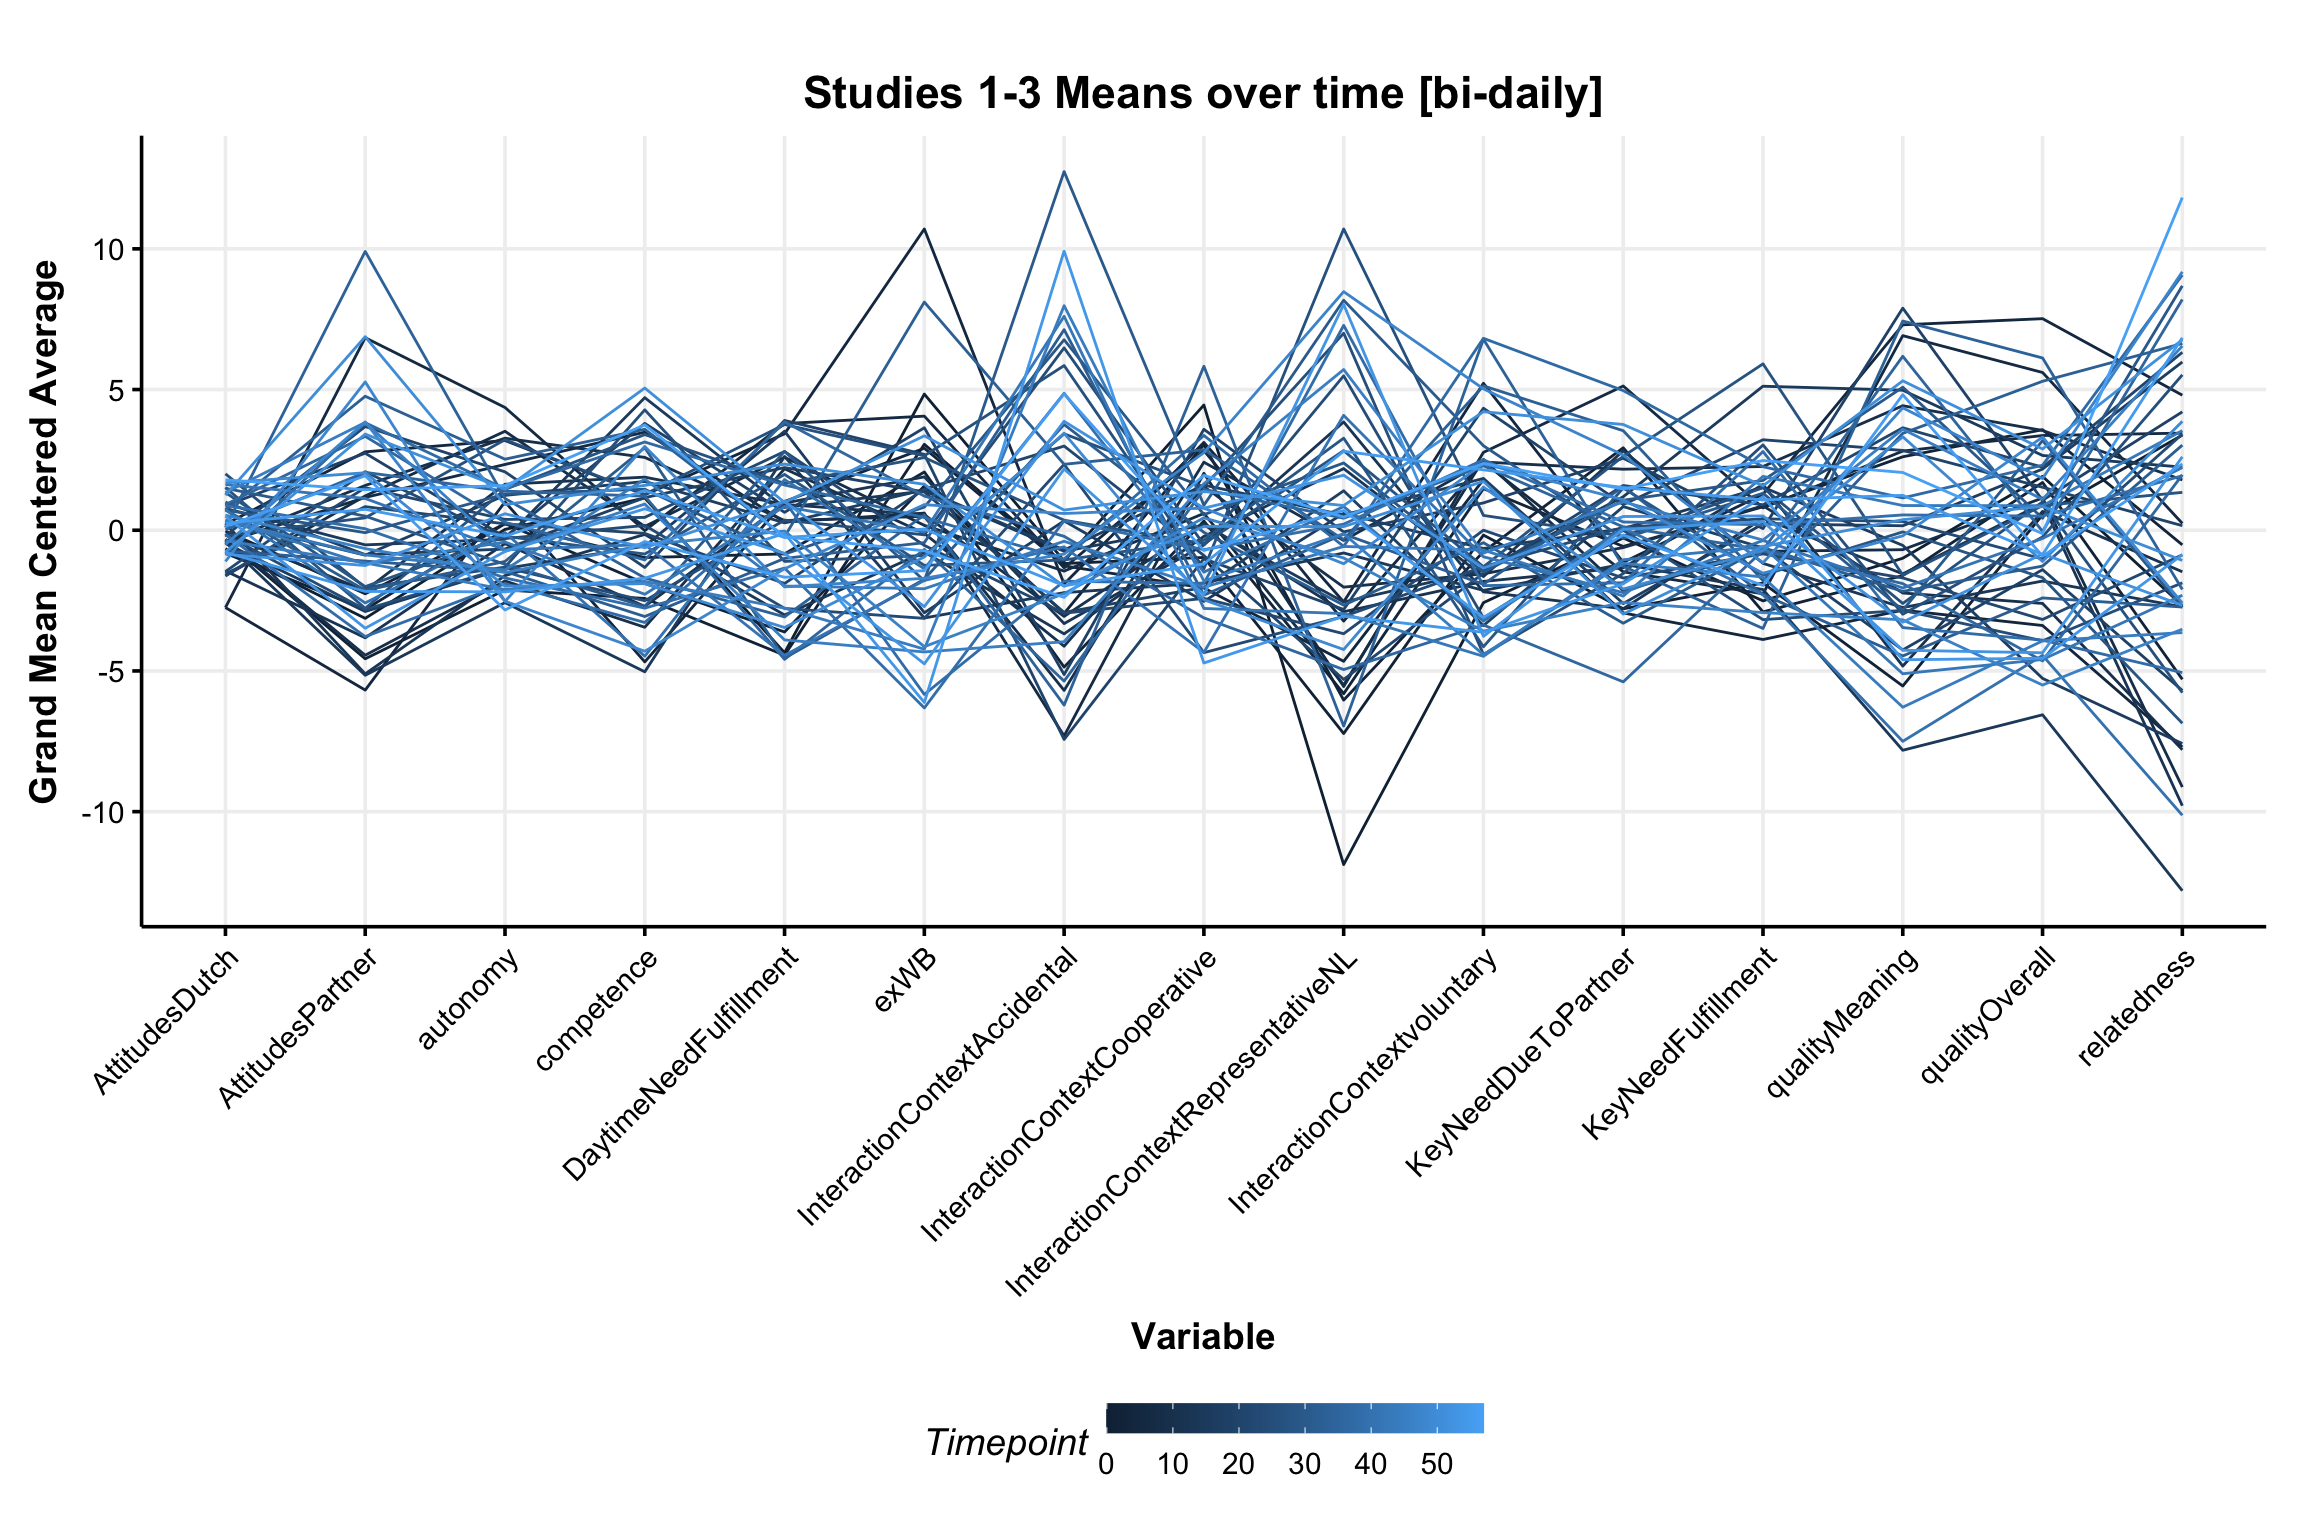 Studies 1-3 Means over time [bi-daily]
Grand Mean Centered Average
10
5
0
-5
-10
AttitudesDutch
AttitudesPartner
autonomy
competence
DaytimeNeedFulfillment
exWB
InteractionContextAccidental
InteractionContextCooperative
InteractionContextRepresentativeNL
InteractionContextvoluntary
KeyNeedDueToPartner
KeyNeedFulfillment
qualityMeaning
qualityOverall
relatedness
Variable
Timepoint
0 10 20 30 40 50